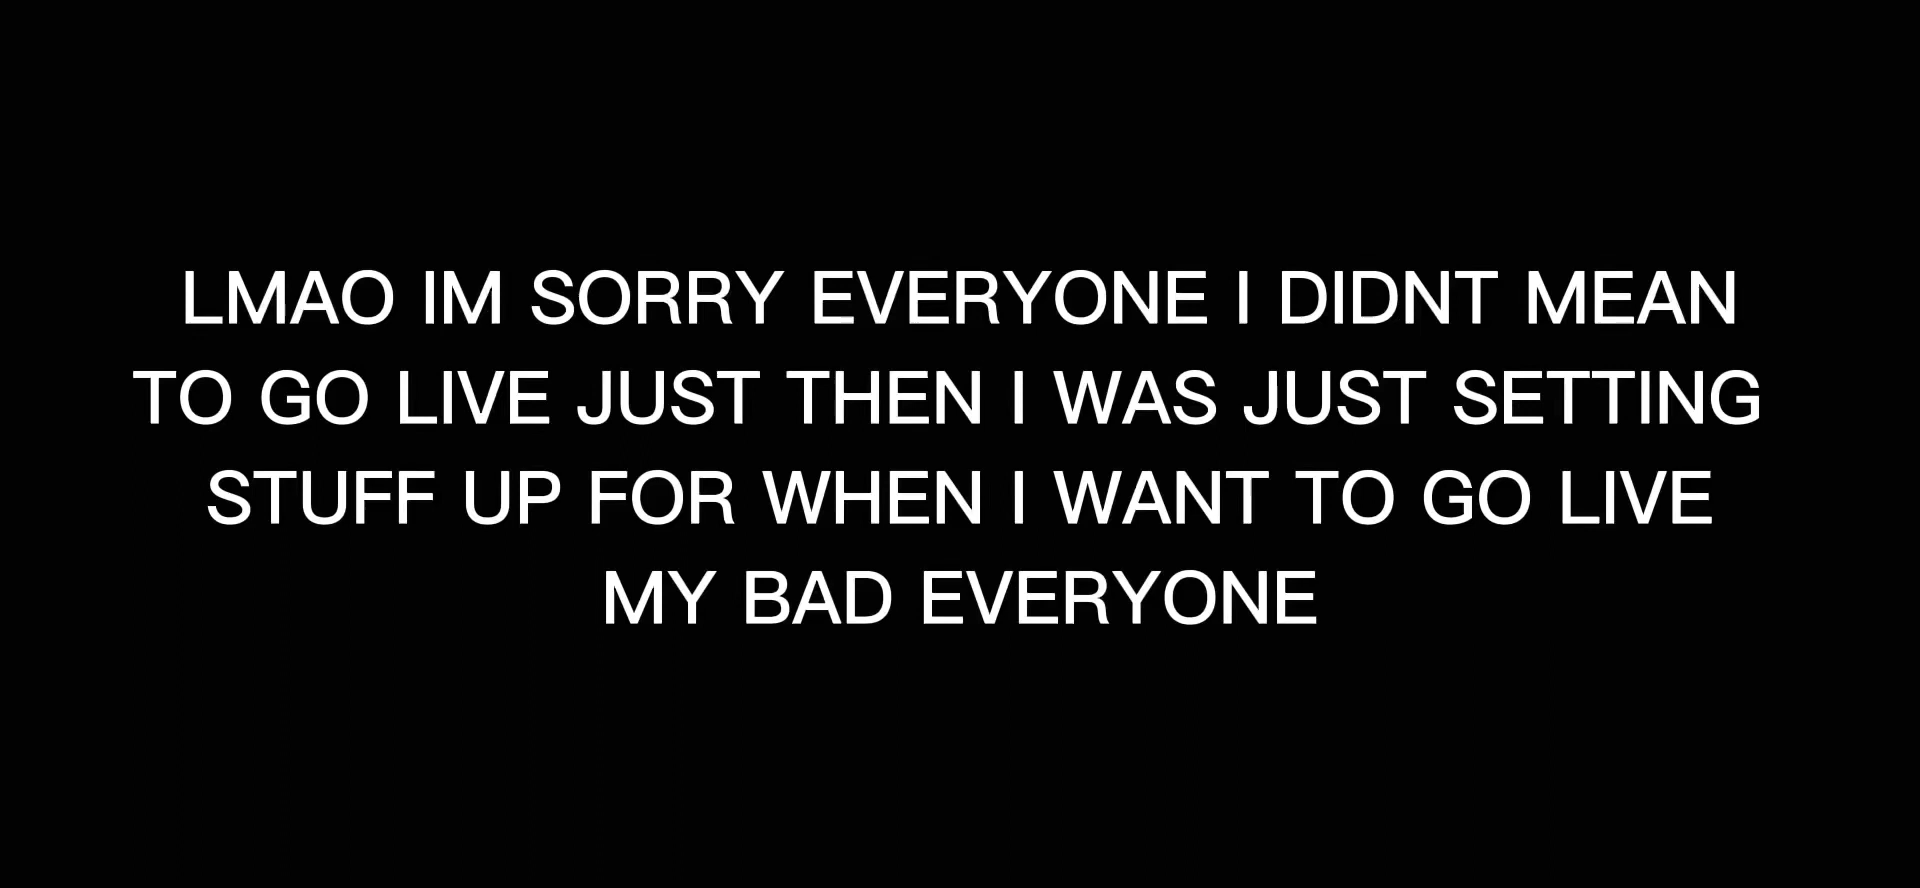 LMAO IM SORRY EVERYONE I DIDNT MEAN
TO GO LIVE JUST THEN I WAS JUST SETTING
STUFF UP FOR WHEN I WANT TO GO LIVE
MY BAD EVERYONE